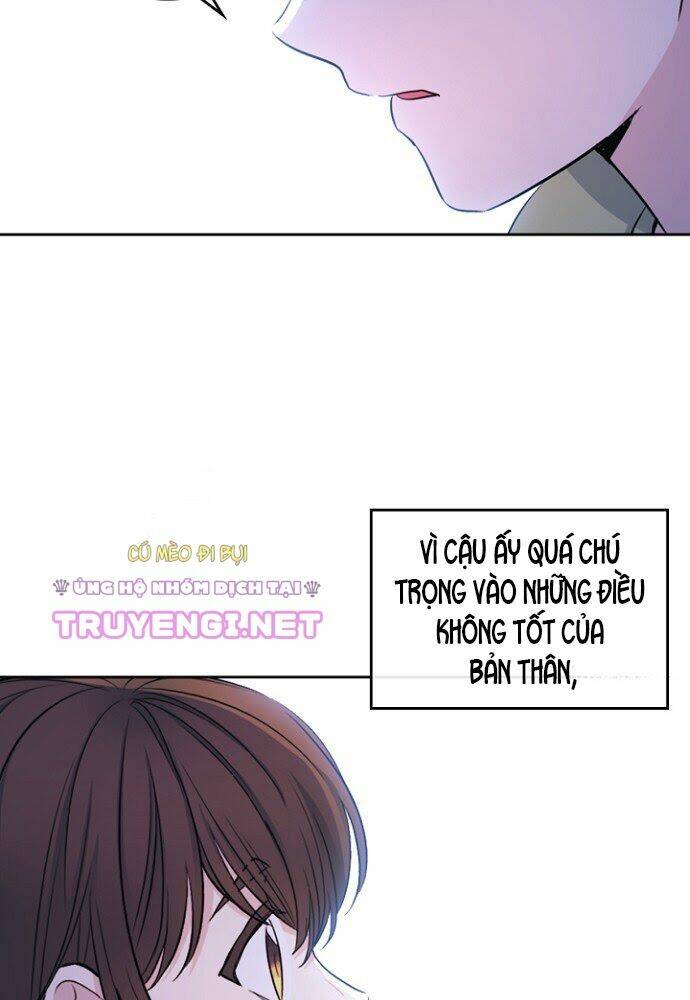 CÚ MÈO ĐI BỤI
ỦNG HỘ NHÓM DỊCH TẠI
TRUYENGI.NET
VÌ CẬU ẤY QUÁ CHÚ
TRỌNG VÀO NHỮNG ĐIỀU
KHÔNG TỐT CỦA
BẢN THÂN,